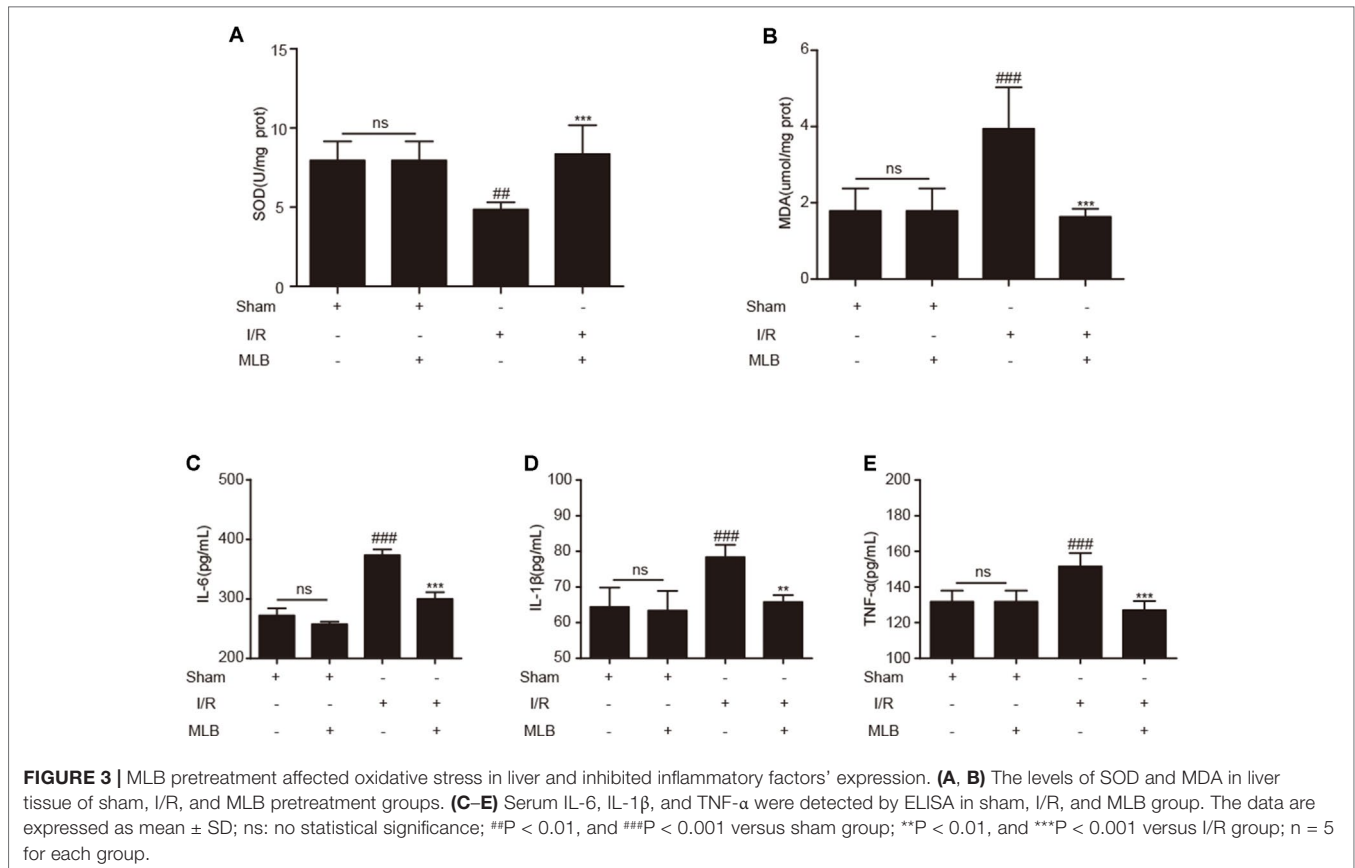 A
SOD(U/mg prot)
15
10
5
0
ns
##
***
Sham + + - -
I/R - - + +
MLB - + - +
B
MDA(umol/mg prot)
6
4
2
0
ns
###
***
Sham + + - -
I/R - - + +
MLB - + - +
C
IL-6(pg/mL)
500
400
300
200
ns
###
***
Sham + + - -
I/R - - + +
MLB - + - +
D
IL-1β(pg/mL)
100
90
80
70
60
50
ns
###
**
Sham + + - -
I/R - - + +
MLB - + - +
E
TNF-α(pg/mL)
200
180
160
140
120
100
ns
###
***
Sham + + - -
I/R - - + +
MLB - + - +
FIGURE 3 | MLB pretreatment affected oxidative stress in liver and inhibited inflammatory factors’ expression. (A, B) The levels of SOD and MDA in liver
tissue of sham, I/R, and MLB pretreatment groups. (C–E) Serum IL-6, IL-1β, and TNF-α were detected by ELISA in sham, I/R, and MLB group. The data are
expressed as mean ± SD; ns: no statistical significance; ##P < 0.01, and ###P < 0.001 versus sham group; **P < 0.01, and ***P < 0.001 versus I/R group; n = 5
for each group.